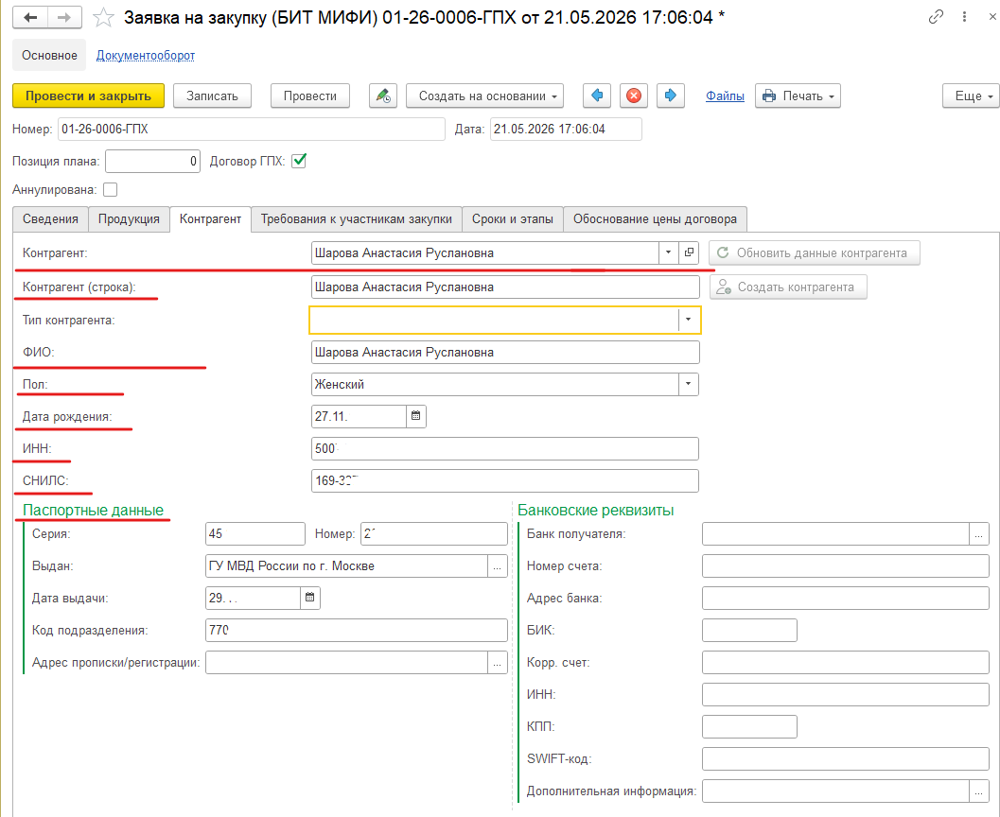 Заявка на закупку (БИТ МИФИ) 01-26-0006-ГПХ от 21.05.2026 17:06:04 *
Основное Документооборот
Провести и закрыть Записать Провести Создать на основании Файлы Печать Еще
Номер: 01-26-0006-ГПХ Дата: 21.05.2026 17:06:04
Позиция плана: 0 Договор ГПХ:
Аннулирована:
Сведения Продукция Контрагент Требования к участникам закупки Сроки и этапы Обоснование цены договора
Контрагент: Шарова Анастасия Руслановна Обновить данные контрагента
Контрагент (строка): Шарова Анастасия Руслановна Создать контрагента
Тип контрагента:
ФИО: Шарова Анастасия Руслановна
Пол: Женский
Дата рождения: 27.11.
ИНН: 500
СНИЛС: 169-
Паспортные данные
Серия: 45 Номер: 2
Выдан: ГУ МВД России по г. Москве ...
Дата выдачи: 29. . .
Код подразделения: 770
Адрес прописки/регистрации: ...
Банковские реквизиты
Банк получателя: ...
Номер счета:
Адрес банка:
БИК:
Корр. счет:
ИНН:
КПП:
SWIFT-код:
Дополнительная информация: ...